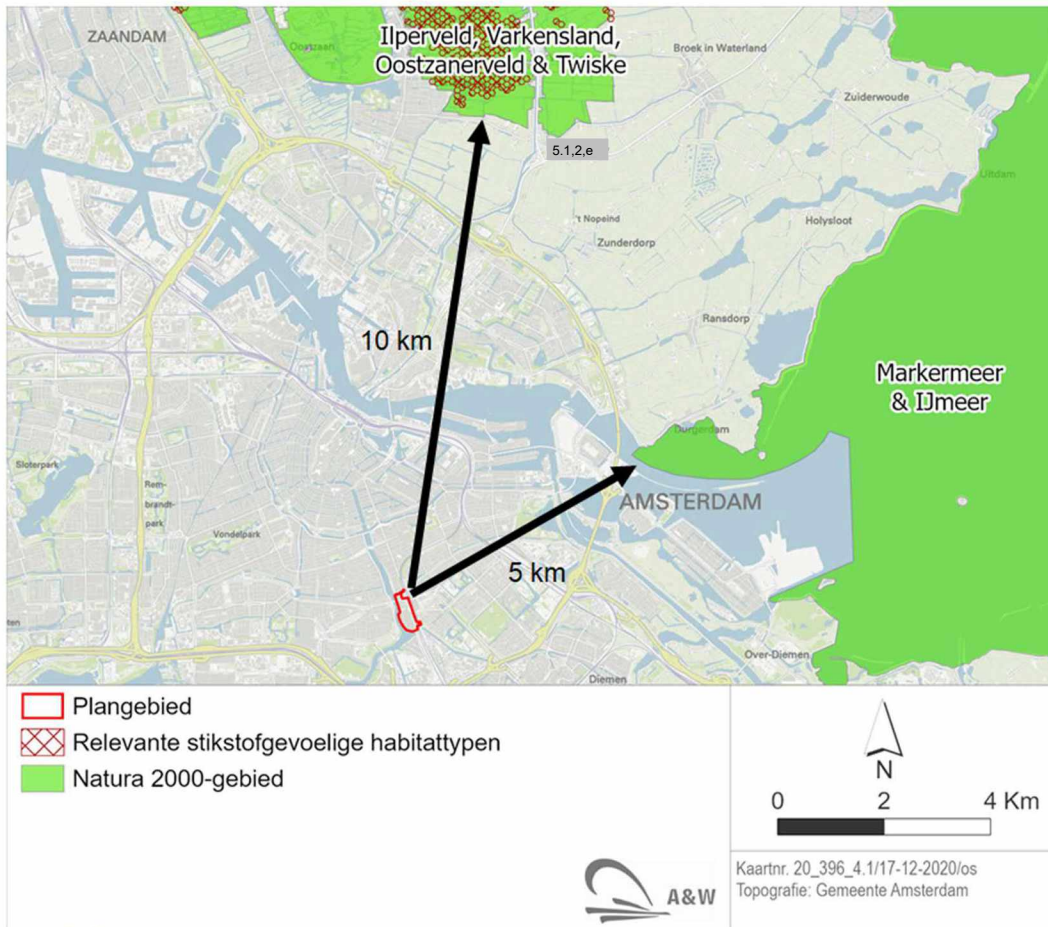 ZAANDAM
Oostzaan
Ilperveld, Varkensland,
Oostzanerveld & Twiske
Broek in Waterland
Zuiderwoude
5.1,2,e
Uitdam
't Nopeind
Holysloot
Zunderdorp
Ransdorp
10 km
Markermeer
& IJmeer
Durgerdam
Sloterpark
Rem-
brandt-
park
AMSTERDAM
Vondelpark
5 km
ten
Over-Diemen
Diemen
Plangebied
Relevante stikstofgevoelige habitattypen
Natura 2000-gebied
N
0 2 4 Km
A&W
Kaartnr. 20_396_4.1/17-12-2020/os
Topografie: Gemeente Amsterdam